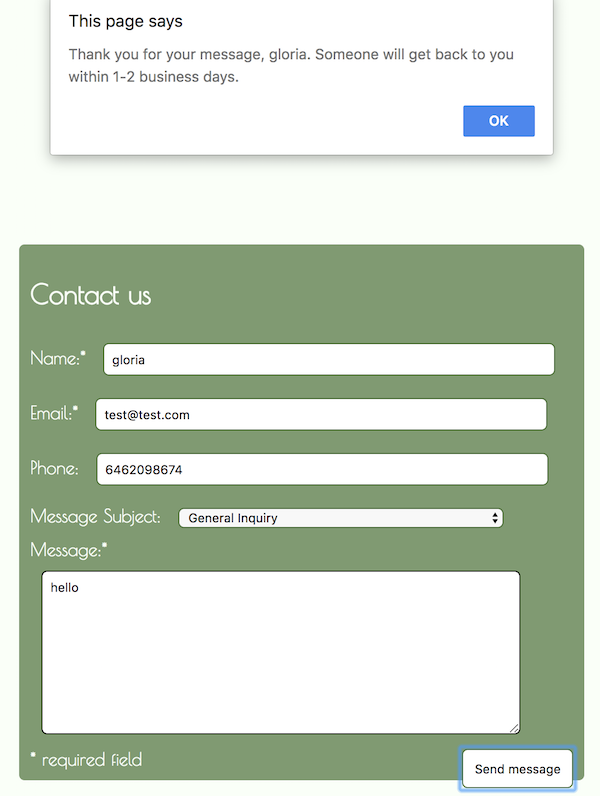 This page says
Thank you for your message, gloria. Someone will get back to you
within 1-2 business days.
OK
Contact us
Name:* gloria
Email:* test@test.com
Phone: 6462098674
Message Subject: General Inquiry
Message:*
hello
* required field
Send message